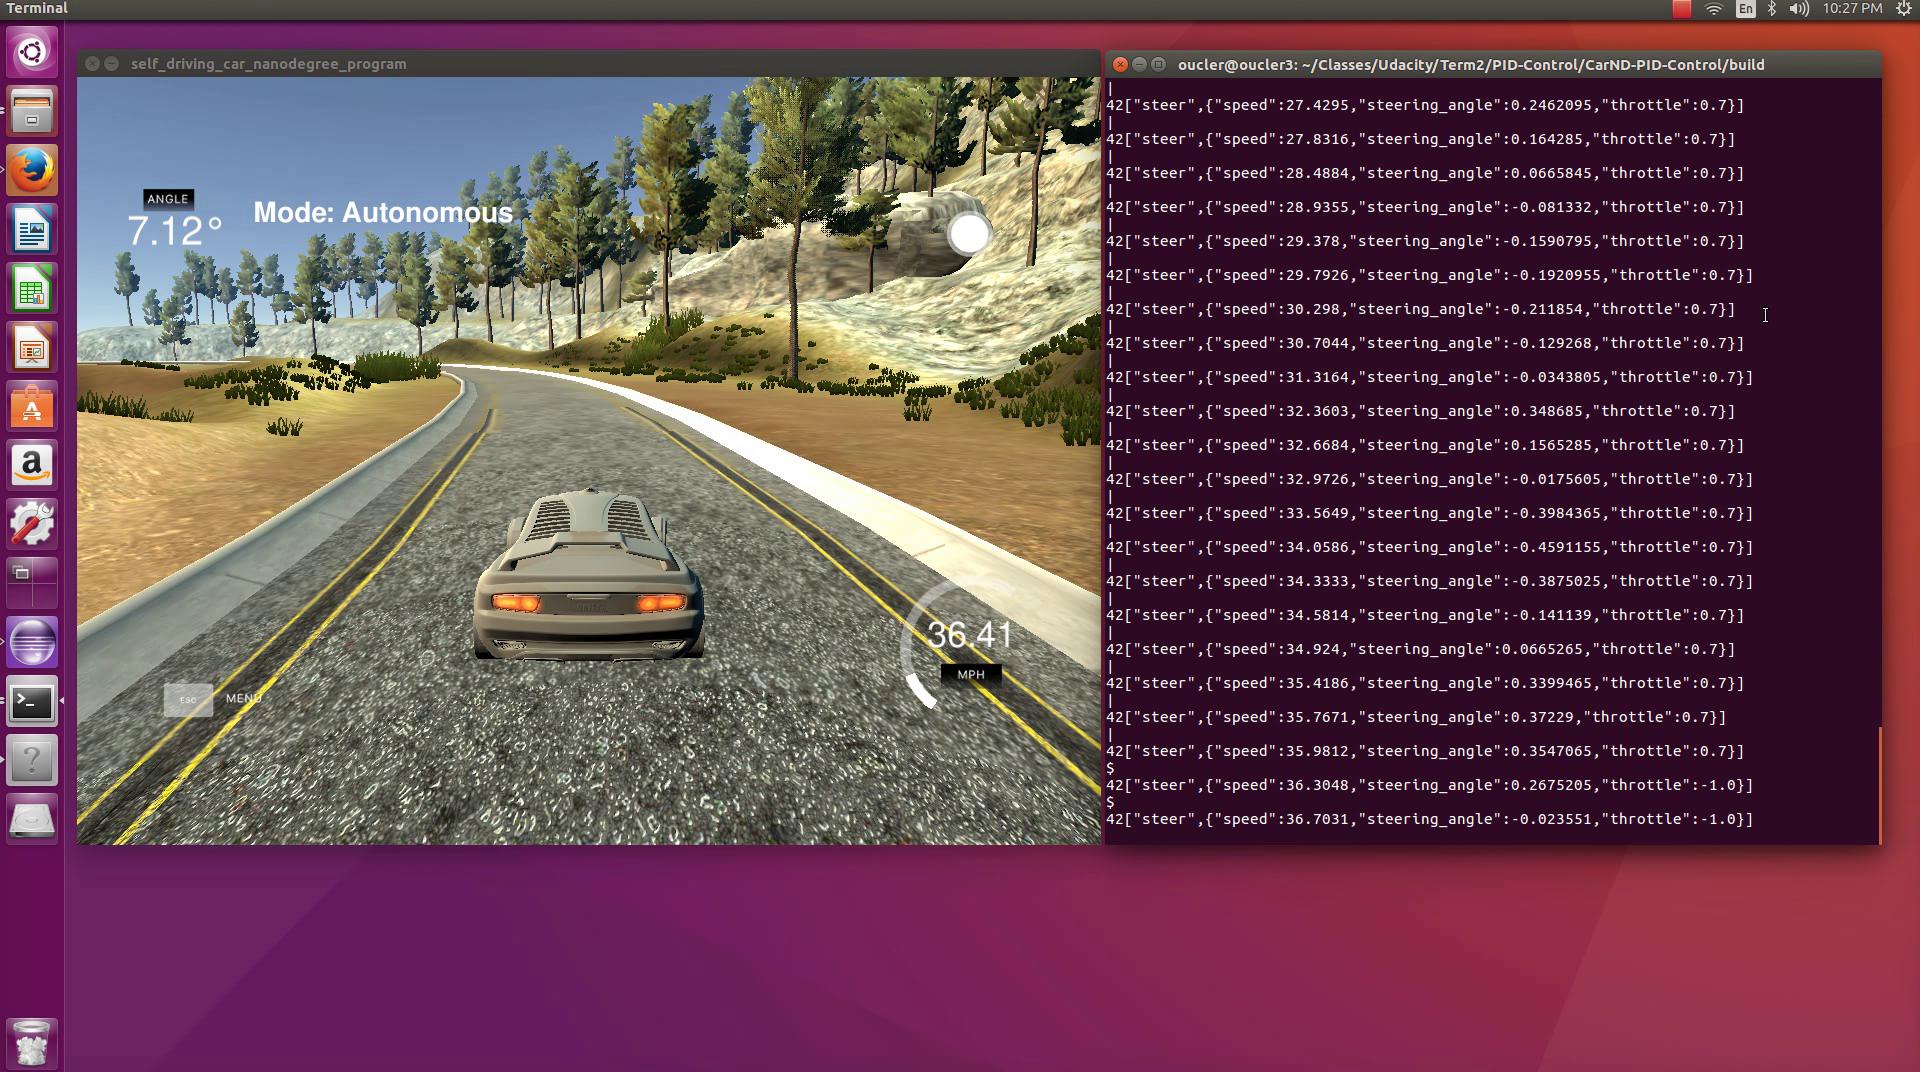 Terminal
En
10:27 PM
self_driving_car_nanodegree_program
ANGLE
7.12°
Mode: Autonomous
36.41
MPH
ESC
MENU
oucler@oucler3: ~/Classes/Udacity/Term2/PID-Control/CarND-PID-Control/build
|
42["steer",{"speed":27.4295,"steering_angle":0.2462095,"throttle":0.7}]
|
42["steer",{"speed":27.8316,"steering_angle":0.164285,"throttle":0.7}]
|
42["steer",{"speed":28.4884,"steering_angle":0.0665845,"throttle":0.7}]
|
42["steer",{"speed":28.9355,"steering_angle":-0.081332,"throttle":0.7}]
|
42["steer",{"speed":29.378,"steering_angle":-0.1590795,"throttle":0.7}]
|
42["steer",{"speed":29.7926,"steering_angle":-0.1920955,"throttle":0.7}]
|
42["steer",{"speed":30.298,"steering_angle":-0.211854,"throttle":0.7}]
|
42["steer",{"speed":30.7044,"steering_angle":-0.129268,"throttle":0.7}]
|
42["steer",{"speed":31.3164,"steering_angle":-0.0343805,"throttle":0.7}]
|
42["steer",{"speed":32.3603,"steering_angle":0.348685,"throttle":0.7}]
|
42["steer",{"speed":32.6684,"steering_angle":0.1565285,"throttle":0.7}]
|
42["steer",{"speed":32.9726,"steering_angle":-0.0175605,"throttle":0.7}]
|
42["steer",{"speed":33.5649,"steering_angle":-0.3984365,"throttle":0.7}]
|
42["steer",{"speed":34.0586,"steering_angle":-0.4591155,"throttle":0.7}]
|
42["steer",{"speed":34.3333,"steering_angle":-0.3875025,"throttle":0.7}]
|
42["steer",{"speed":34.5814,"steering_angle":-0.141139,"throttle":0.7}]
|
42["steer",{"speed":34.924,"steering_angle":0.0665265,"throttle":0.7}]
|
42["steer",{"speed":35.4186,"steering_angle":0.3399465,"throttle":0.7}]
|
42["steer",{"speed":35.7671,"steering_angle":0.37229,"throttle":0.7}]
|
42["steer",{"speed":35.9812,"steering_angle":0.3547065,"throttle":0.7}]
$
42["steer",{"speed":36.3048,"steering_angle":0.2675205,"throttle":-1.0}]
$
42["steer",{"speed":36.7031,"steering_angle":-0.023551,"throttle":-1.0}]